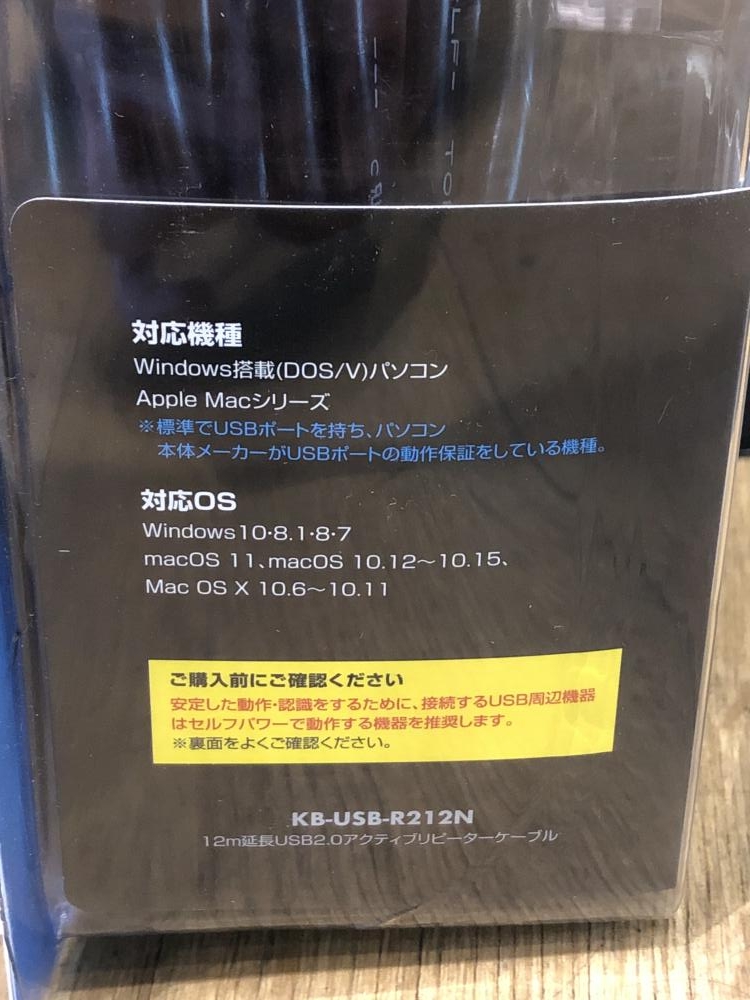 対応機種
Windows搭載(DOS/V)パソコン
Apple Macシリーズ
※標準でUSBポートを持ち、パソコン
本体メーカーがUSBポートの動作保証をしている機種。
対応OS
Windows10・8.1・8・7
macOS 11、macOS 10.12～10.15、
Mac OS X 10.6～10.11
ご購入前にご確認ください
安定した動作・認識をするために、接続するUSB周辺機器
はセルフパワーで動作する機器を推奨します。
※裏面をよくご確認ください。
KB-USB-R212N
12m延長USB2.0アクティブリピーターケーブル